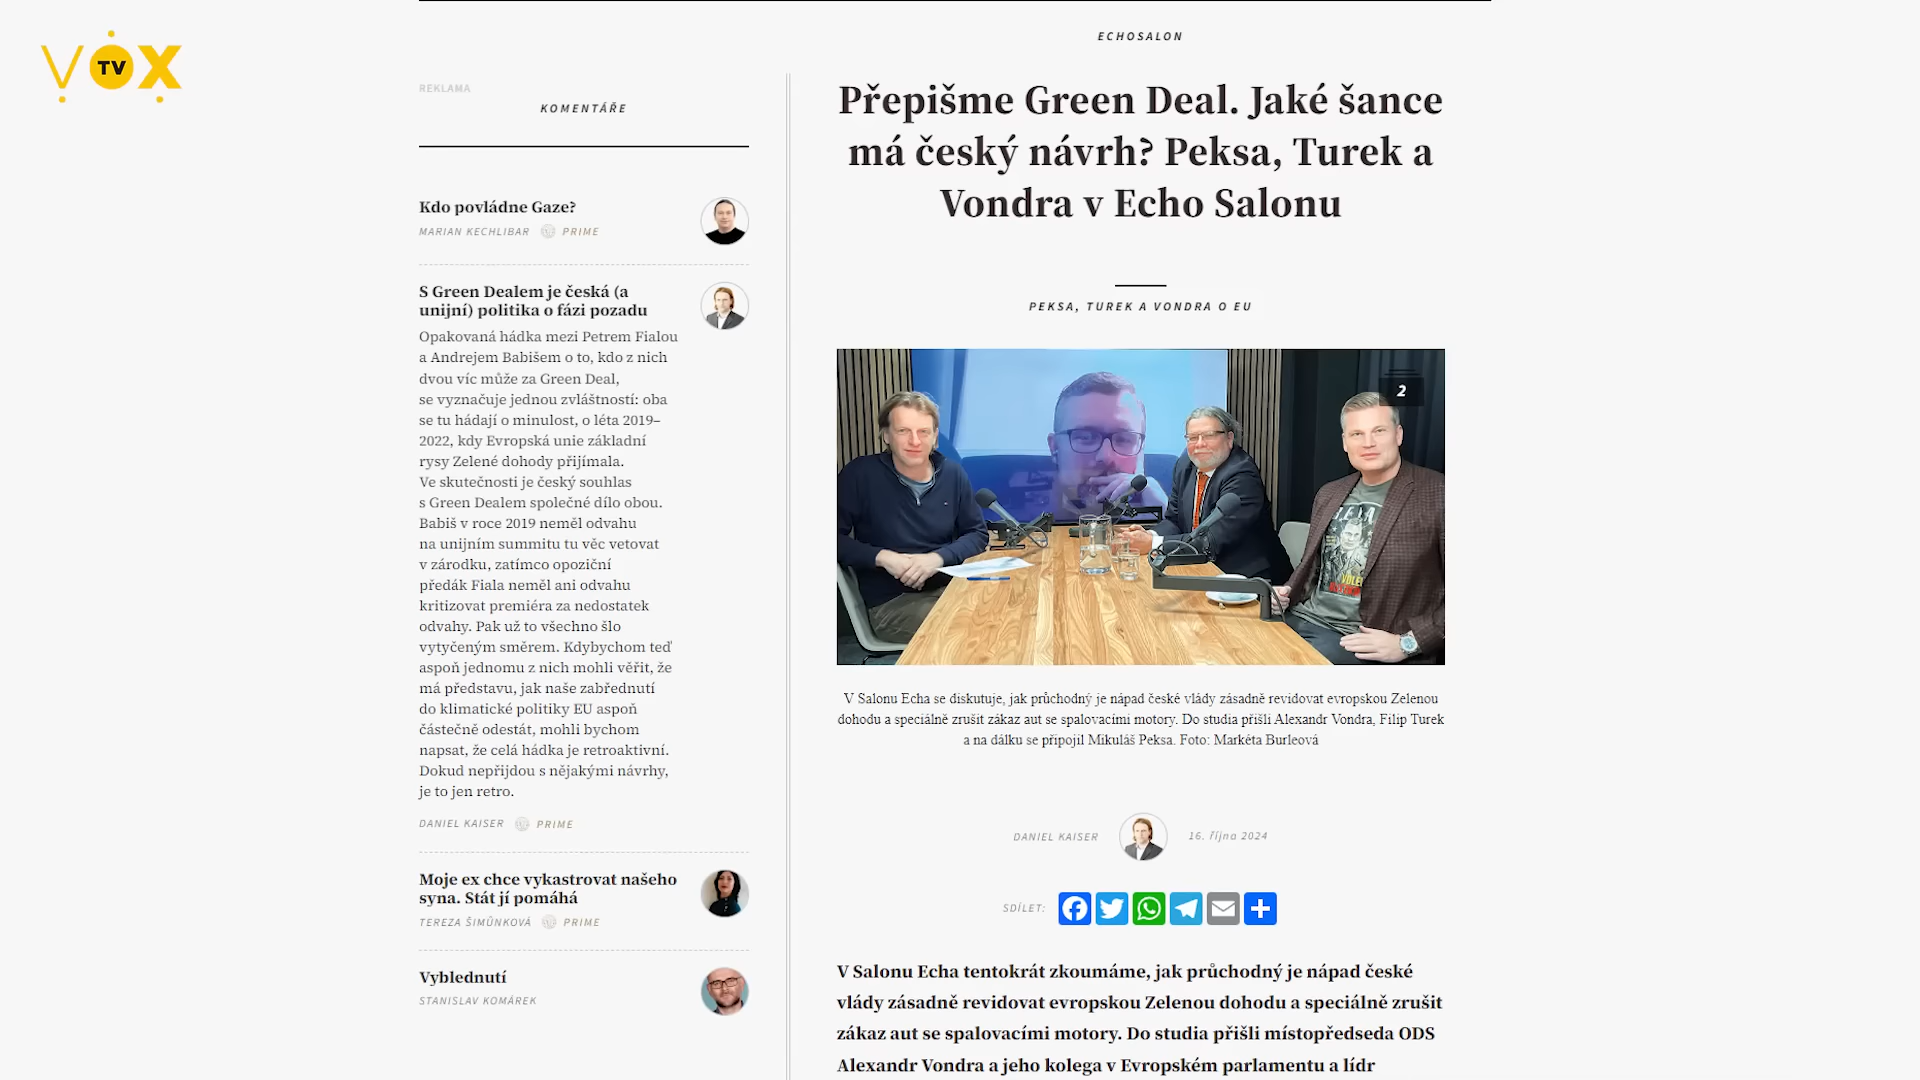 VOX
TV
REKLAMA
KOMENTÁŘE
Kdo povládne Gaze?
MARIAN KECHLIBAR PRIME
S Green Dealem je česká (a
unijní) politika o fázi pozadu
Opakovaná hádka mezi Petrem Fialou
a Andrejem Babišem o to, kdo z nich
dvou víc může za Green Deal,
se vyznačuje jednou zvláštností: oba
se tu hádají o minulost, o léta 2019–
2022, kdy Evropská unie základní
rysy Zelené dohody přijímala.
Ve skutečnosti je český souhlas
s Green Dealem společné dílo obou.
Babiš v roce 2019 neměl odvahu
na unijním summitu tu věc vetovat
v zárodku, zatímco opoziční
předák Fiala neměl ani odvahu
kritizovat premiéra za nedostatek
odvahy. Pak už to všechno šlo
vytyčeným směrem. Kdybychom teď
aspoň jednomu z nich mohli věřit, že
má představu, jak naše zabřednutí
do klimatické politiky EU aspoň
částečně odestát, mohli bychom
napsat, že celá hádka je retroaktivní.
Dokud nepřijdou s nějakými návrhy,
je to jen retro.
DANIEL KAISER PRIME
Moje ex chce vykastrovat našeho
syna. Stát jí pomáhá
TEREZA ŠIMŮNKOVÁ PRIME
Vyblednutí
STANISLAV KOMÁREK
ECHOSALON
Přepišme Green Deal. Jaké šance
má český návrh? Peksa, Turek a
Vondra v Echo Salonu
PEKSA, TUREK A VONDRA O EU
2
V Salonu Echa se diskutuje, jak průchodný je nápad české vlády zásadně revidovat evropskou Zelenou
dohodu a speciálně zrušit zákaz aut se spalovacími motory. Do studia přišli Alexandr Vondra, Filip Turek
a na dálku se připojil Mikuláš Peksa. Foto: Markéta Burleová
DANIEL KAISER 16. října 2024
SDÍLET:
V Salonu Echa tentokrát zkoumáme, jak průchodný je nápad české
vlády zásadně revidovat evropskou Zelenou dohodu a speciálně zrušit
zákaz aut se spalovacími motory. Do studia přišli místopředseda ODS
Alexandr Vondra a jeho kolega v Evropském parlamentu a lídr